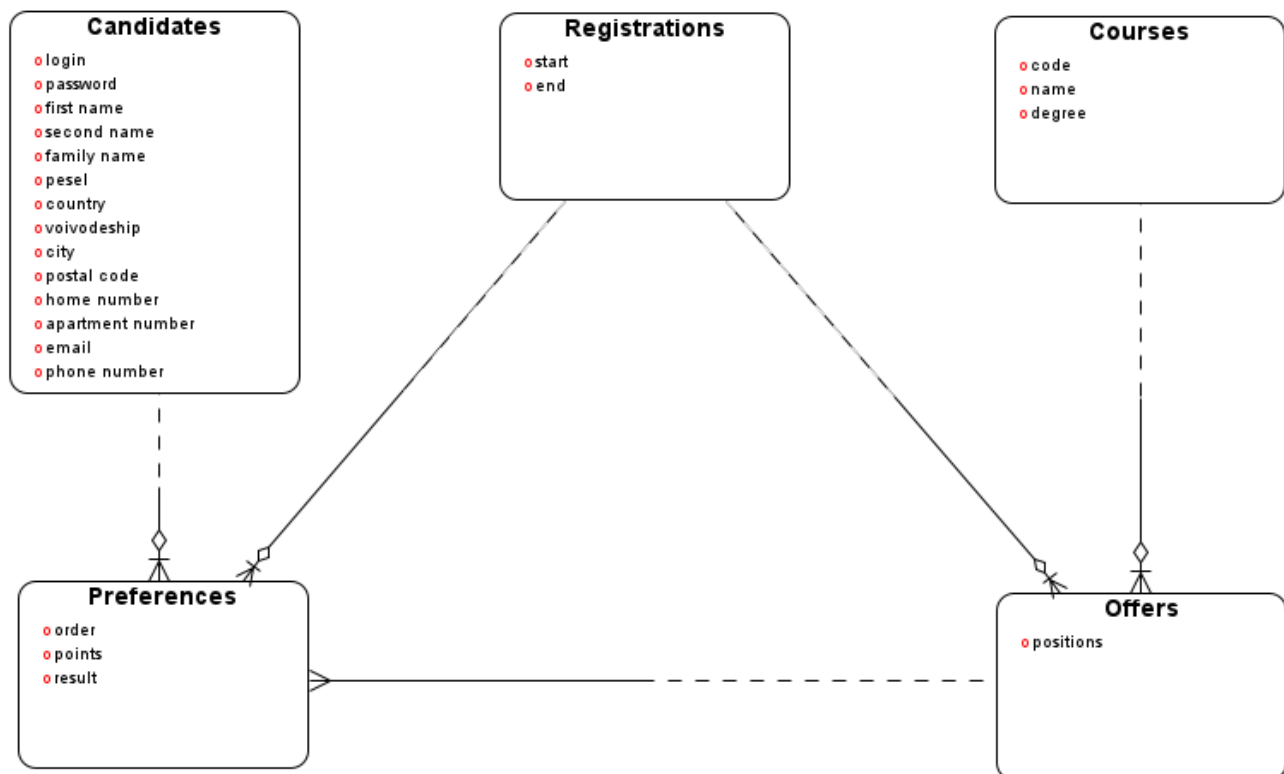 Candidates
login
password
first name
second name
family name
pesel
country
voivodeship
city
postal code
home number
apartment number
email
phone number
Registrations
start
end
Courses
code
name
degree
Preferences
order
points
result
Offers
positions